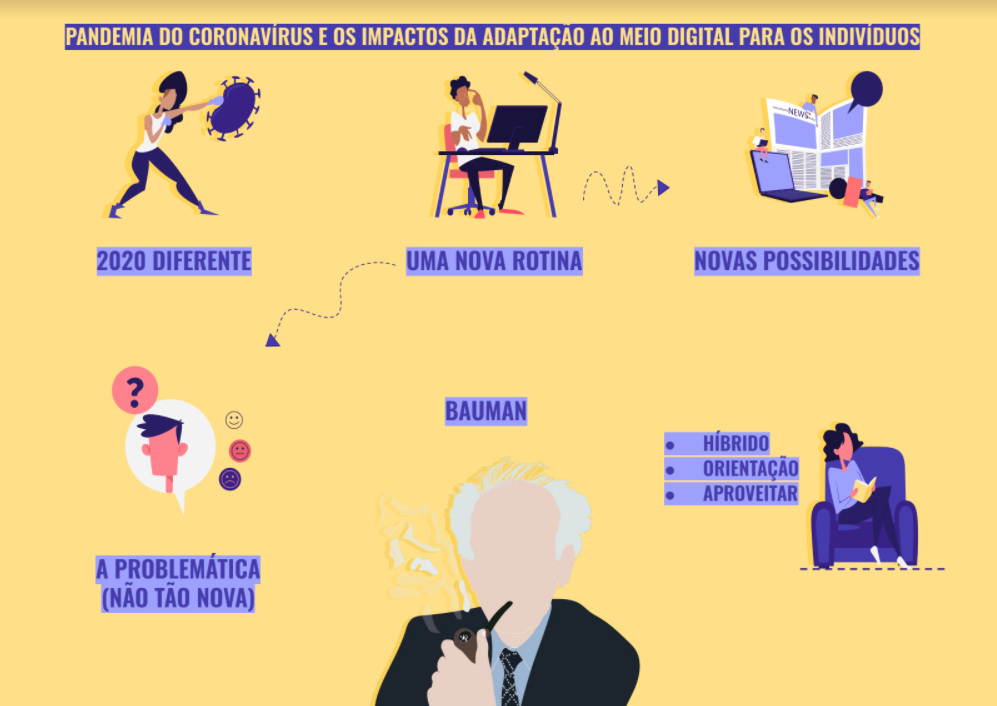 PANDEMIA DO CORONAVÍRUS E OS IMPACTOS DA ADAPTAÇÃO AO MEIO DIGITAL PARA OS INDIVÍDUOS
NEWS
2020 DIFERENTE
UMA NOVA ROTINA
NOVAS POSSIBILIDADES
?
BAUMAN
● HÍBRIDO
● ORIENTAÇÃO
● APROVEITAR
A PROBLEMÁTICA
(NÃO TÃO NOVA)